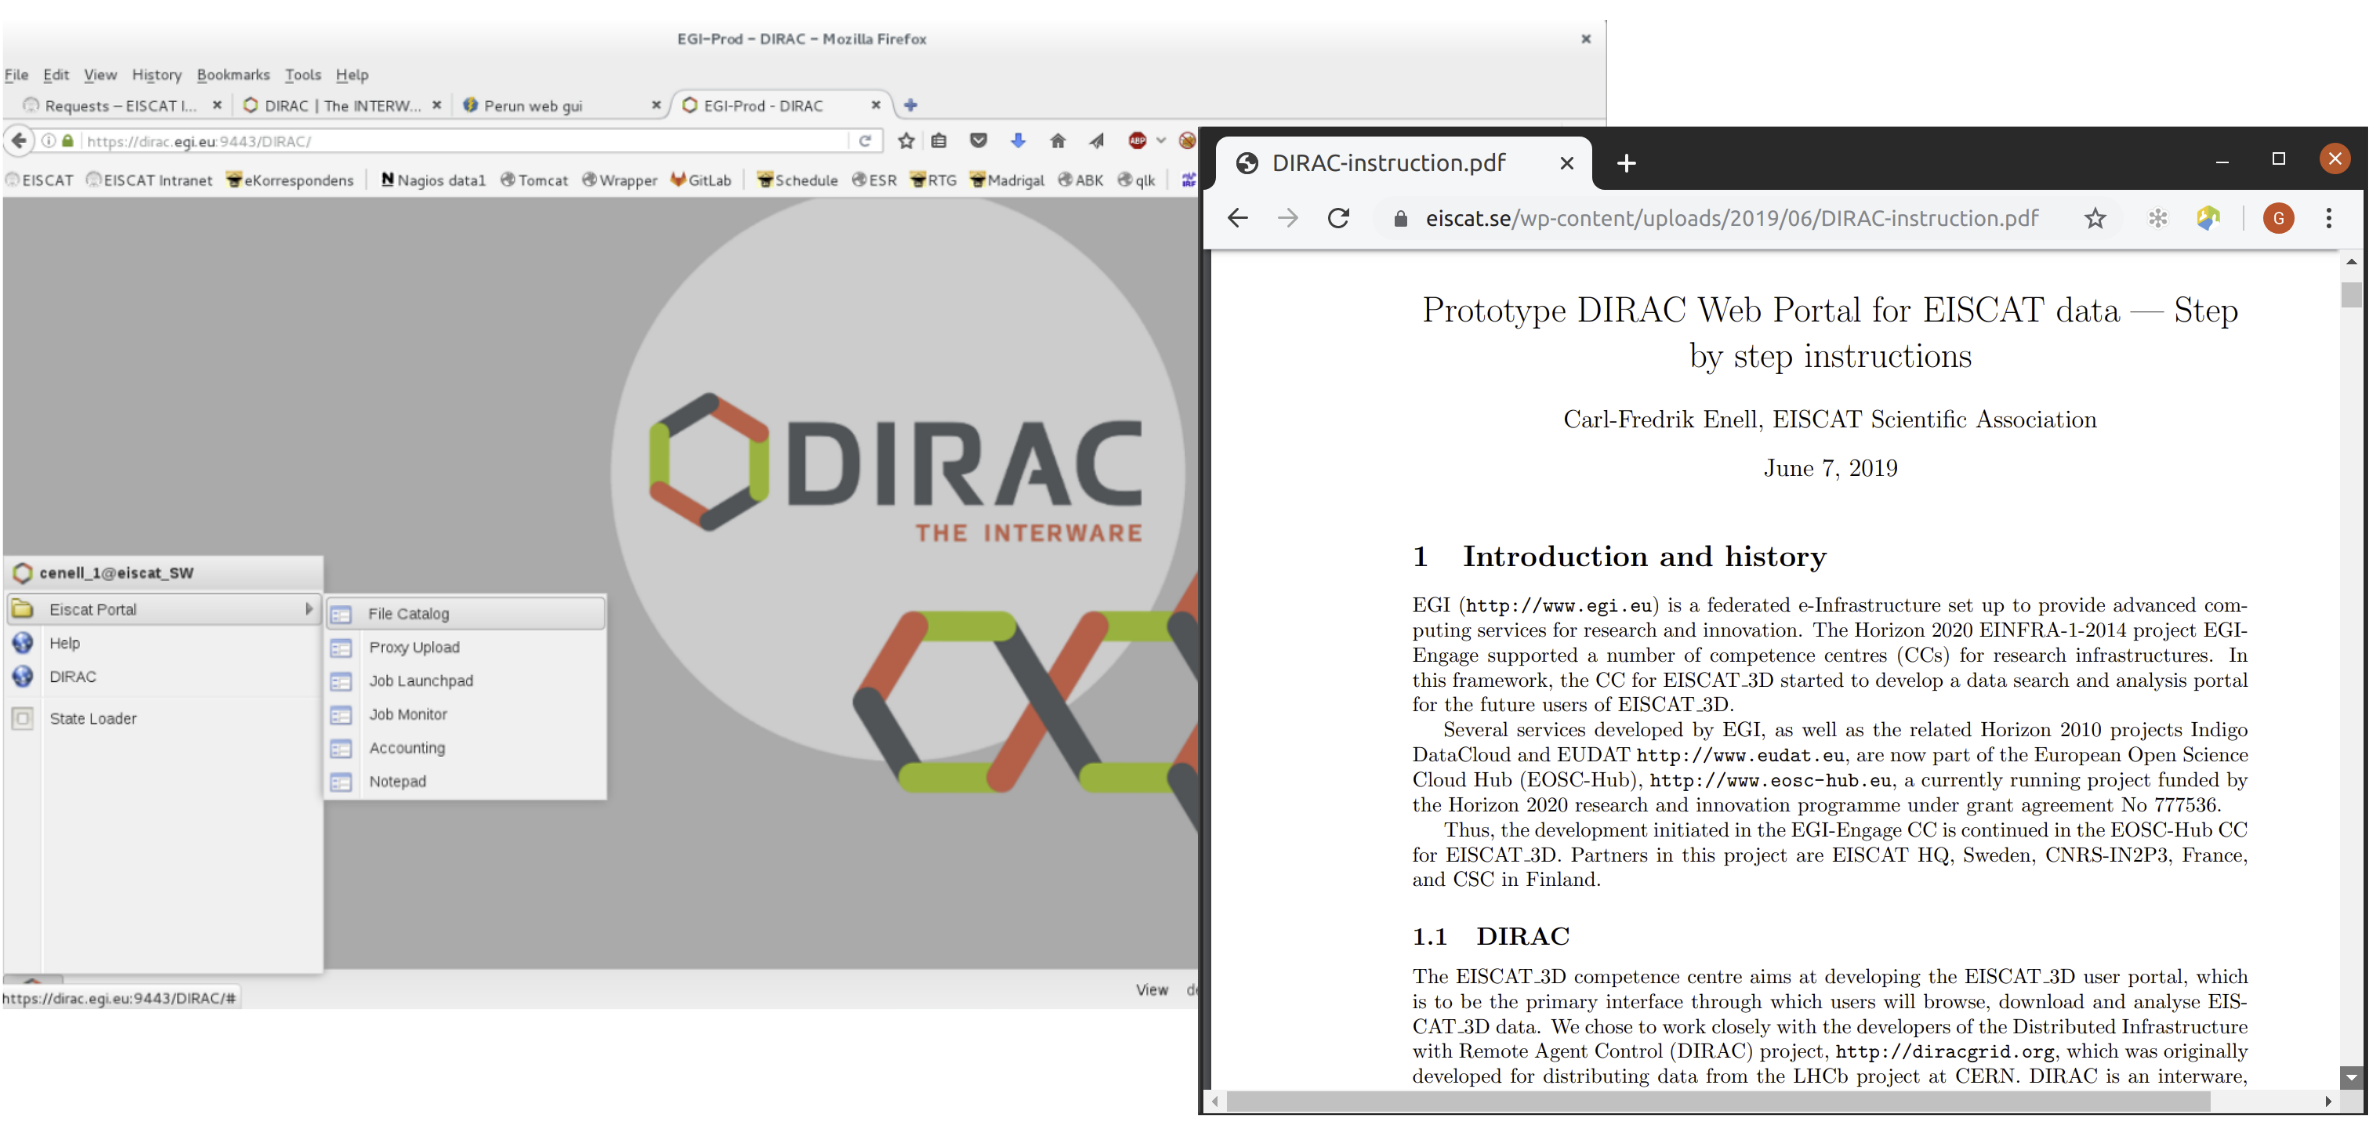 EGI-Prod - DIRAC - Mozilla Firefox
File Edit View History Bookmarks Tools Help
Requests – EISCAT I... DIRAC | The INTERW... Perun web gui EGI-Prod - DIRAC
https://dirac.egi.eu:9443/DIRAC/
ABP
EISCAT EISCAT Intranet eKorrespondens Nagios data1 Tomcat Wrapper GitLab Schedule ESR RTG Madrigal ABK qlk
DIRAC
THE INTERWARE
cenell_1@eiscat_SW
Eiscat Portal
Help
DIRAC
State Loader
File Catalog
Proxy Upload
Job Launchpad
Job Monitor
Accounting
Notepad
View
https://dirac.egi.eu:9443/DIRAC/#
DIRAC-instruction.pdf
eiscat.se/wp-content/uploads/2019/06/DIRAC-instruction.pdf
G
Prototype DIRAC Web Portal for EISCAT data — Step
by step instructions
Carl-Fredrik Enell, EISCAT Scientific Association
June 7, 2019
1 Introduction and history
EGI (http://www.egi.eu) is a federated e-Infrastructure set up to provide advanced com-
puting services for research and innovation. The Horizon 2020 EINFRA-1-2014 project EGI-
Engage supported a number of competence centres (CCs) for research infrastructures. In
this framework, the CC for EISCAT_3D started to develop a data search and analysis portal
for the future users of EISCAT_3D.
Several services developed by EGI, as well as the related Horizon 2010 projects Indigo
DataCloud and EUDAT http://www.eudat.eu, are now part of the European Open Science
Cloud Hub (EOSC-Hub), http://www.eosc-hub.eu, a currently running project funded by
the Horizon 2020 research and innovation programme under grant agreement No 777536.
Thus, the development initiated in the EGI-Engage CC is continued in the EOSC-Hub CC
for EISCAT_3D. Partners in this project are EISCAT HQ, Sweden, CNRS-IN2P3, France,
and CSC in Finland.
1.1 DIRAC
The EISCAT_3D competence centre aims at developing the EISCAT_3D user portal, which
is to be the primary interface through which users will browse, download and analyse EIS-
CAT_3D data. We chose to work closely with the developers of the Distributed Infrastructure
with Remote Agent Control (DIRAC) project, http://diracgrid.org, which was originally
developed for distributing data from the LHCb project at CERN. DIRAC is an interware,